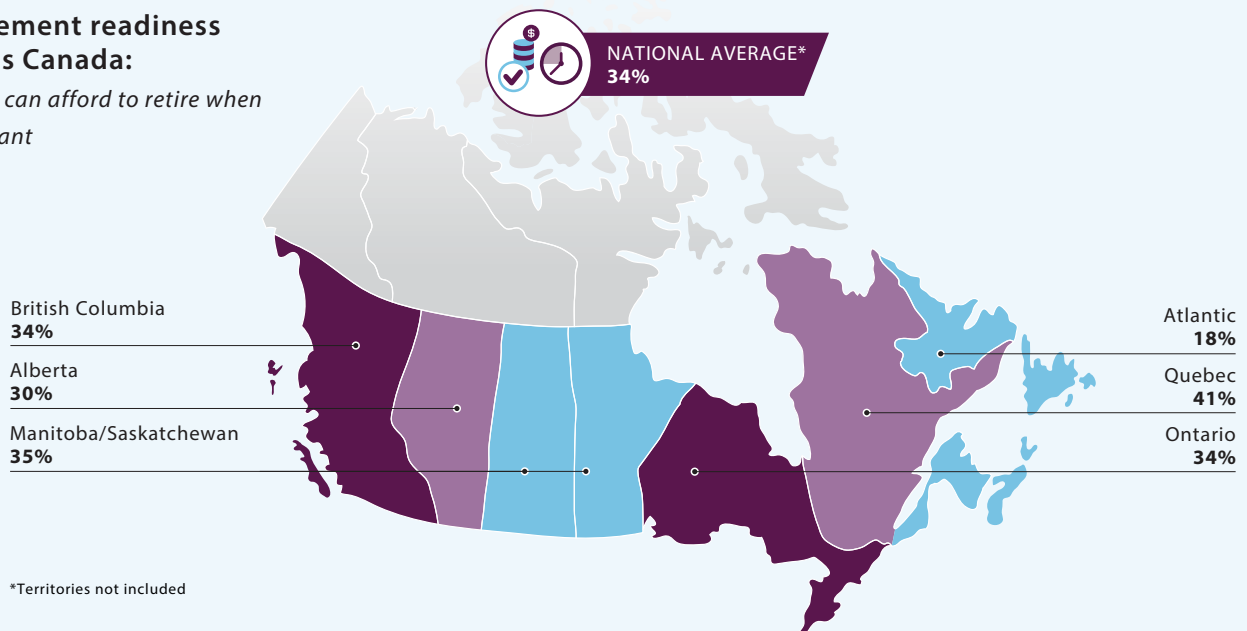 ement readiness
s Canada:
can afford to retire when
ant
$
NATIONAL AVERAGE*
34%
British Columbia
34%
Alberta
30%
Manitoba/Saskatchewan
35%
Atlantic
18%
Quebec
41%
Ontario
34%
*Territories not included